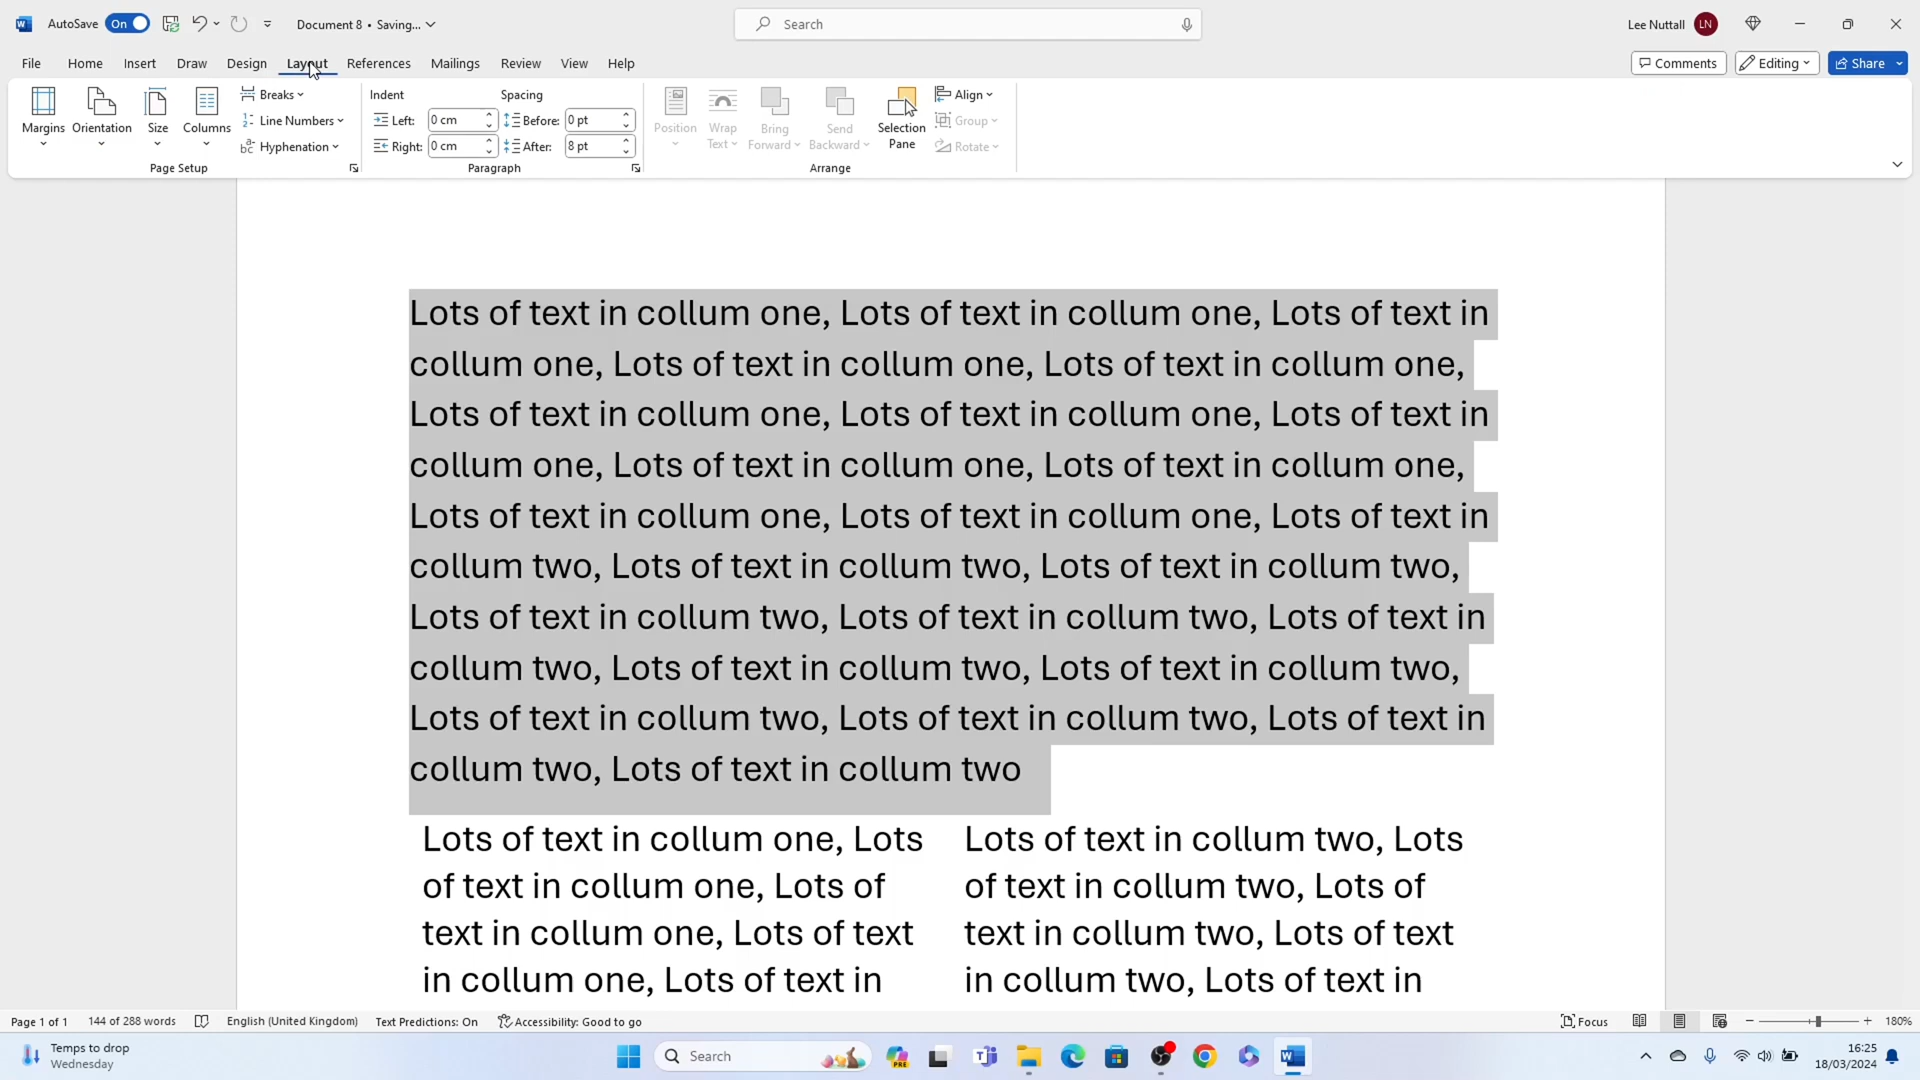 AutoSave On Document 8 • Saving... Search Lee Nuttall LN
File Home Insert Draw Design Layout References Mailings Review View Help Comments Editing Share
Margins Orientation Size Columns
Breaks
Line Numbers
Hyphenation
Page Setup
Indent Spacing
Left: 0 cm Before: 0 pt
Right: 0 cm After: 8 pt
Paragraph
Position Wrap Text Bring Forward Send Backward Selection Pane
Align
Group
Rotate
Arrange
Lots of text in collum one, Lots of text in collum one, Lots of text in
collum one, Lots of text in collum one, Lots of text in collum one,
Lots of text in collum one, Lots of text in collum one, Lots of text in
collum one, Lots of text in collum one, Lots of text in collum one,
Lots of text in collum one, Lots of text in collum one, Lots of text in
collum two, Lots of text in collum two, Lots of text in collum two,
Lots of text in collum two, Lots of text in collum two, Lots of text in
collum two, Lots of text in collum two, Lots of text in collum two,
Lots of text in collum two, Lots of text in collum two, Lots of text in
collum two, Lots of text in collum two
Lots of text in collum one, Lots
of text in collum one, Lots of
text in collum one, Lots of text
in collum one, Lots of text in
Lots of text in collum two, Lots
of text in collum two, Lots of
text in collum two, Lots of text
in collum two, Lots of text in
Page 1 of 1 144 of 288 words English (United Kingdom) Text Predictions: On Accessibility: Good to go Focus 180%
Temps to drop
Wednesday
Search
PRE
16:25
18/03/2024